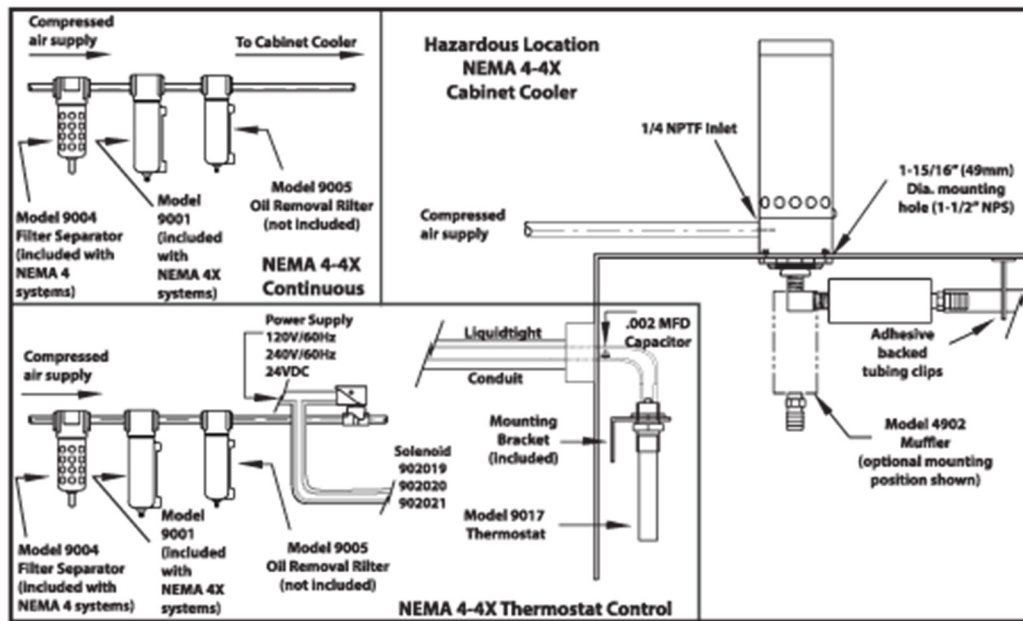 Compressed
air supply
To Cabinet Cooler
Model 9004
Filter Separator
(included with
NEMA 4
systems)
Model
9001
(included
with
NEMA 4X
systems)
Model 9005
Oil Removal Rilter
(not included)
NEMA 4-4X
Continuous
Hazardous Location
NEMA 4-4X
Cabinet Cooler
1/4 NPTF Inlet
1-15/16" (49mm)
Dia. mounting
hole (1-1/2" NPS)
Compressed
air supply
Adhesive
backed
tubing clips
Model 4902
Muffler
(optional mounting
position shown)
Power Supply
120V/60Hz
240V/60Hz
24VDC
Compressed
air supply
Liquidtight
Conduit
.002 MFD
Capacitor
Mounting
Bracket
(included)
Solenoid
902019
902020
902021
Model 9017
Thermostat
Model 9004
Filter Separator
(included with
NEMA 4 systems)
Model
9001
(included
with
NEMA 4X
systems)
Model 9005
Oil Removal Rilter
(not included)
NEMA 4-4X Thermostat Control